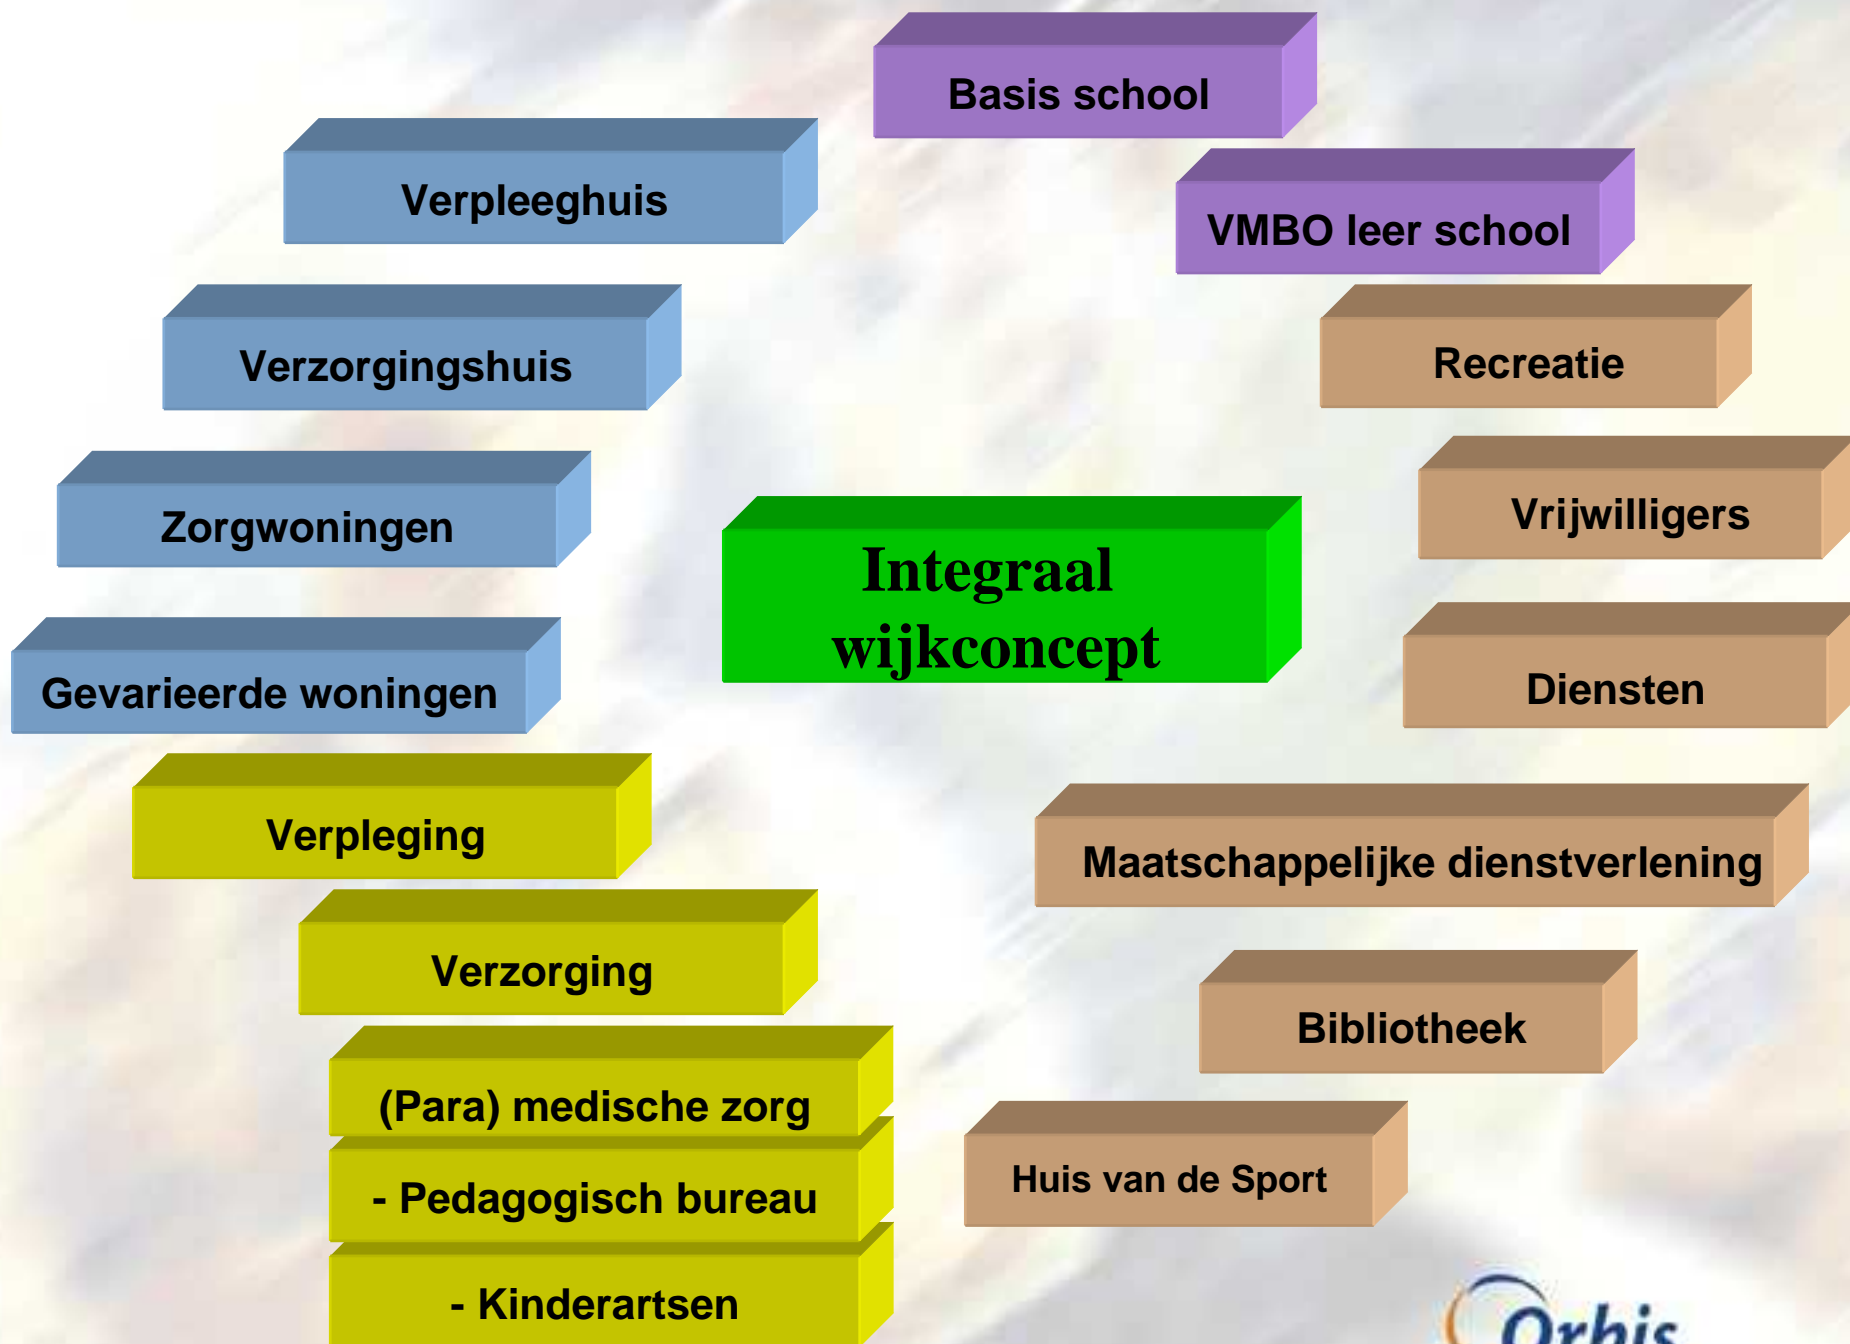 Basis school
Verpleeghuis
VMBO leer school
Verzorgingshuis
Recreatie
Zorgwoningen
Vrijwilligers
Integraal
wijkconcept
Gevarieerde woningen
Diensten
Verpleging
Maatschappelijke dienstverlening
Verzorging
Bibliotheek
(Para) medische zorg
Huis van de Sport
- Pedagogisch bureau
- Kinderartsen
Orbis